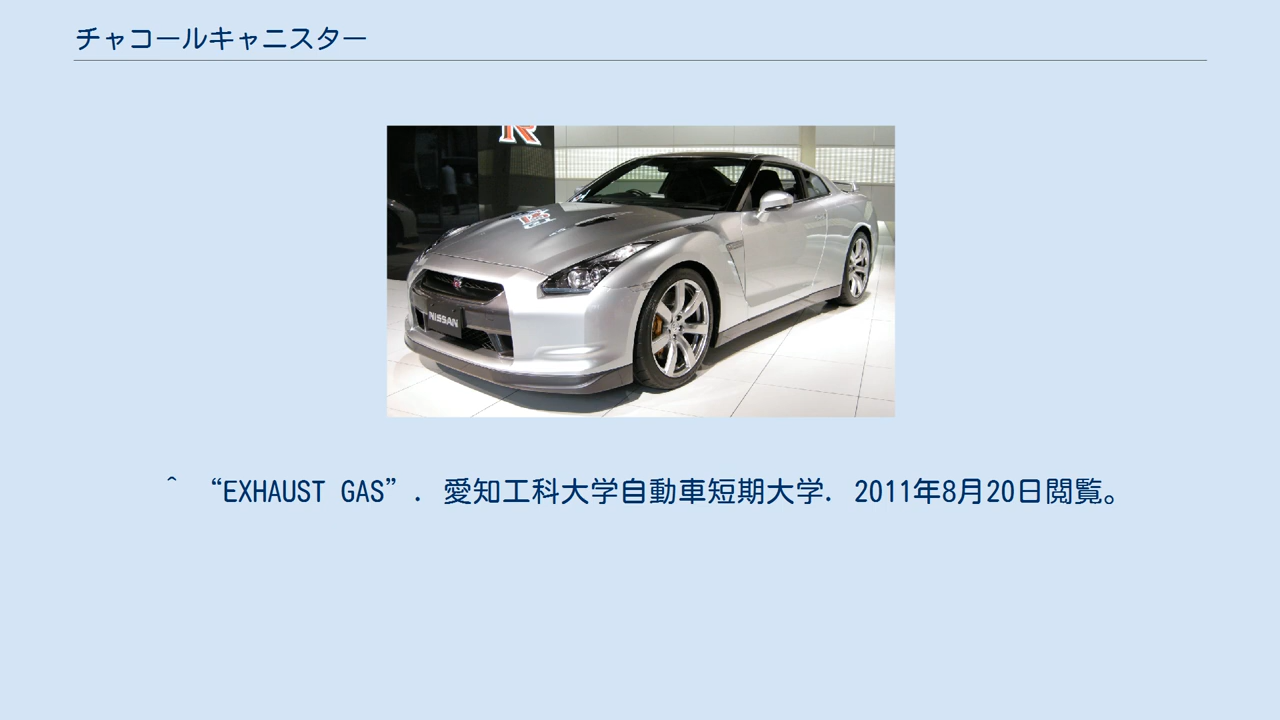 チャコールキャニスター
R
NISSAN
^ “EXHAUST GAS”. 愛知工科大学自動車短期大学. 2011年8月20日閲覧。